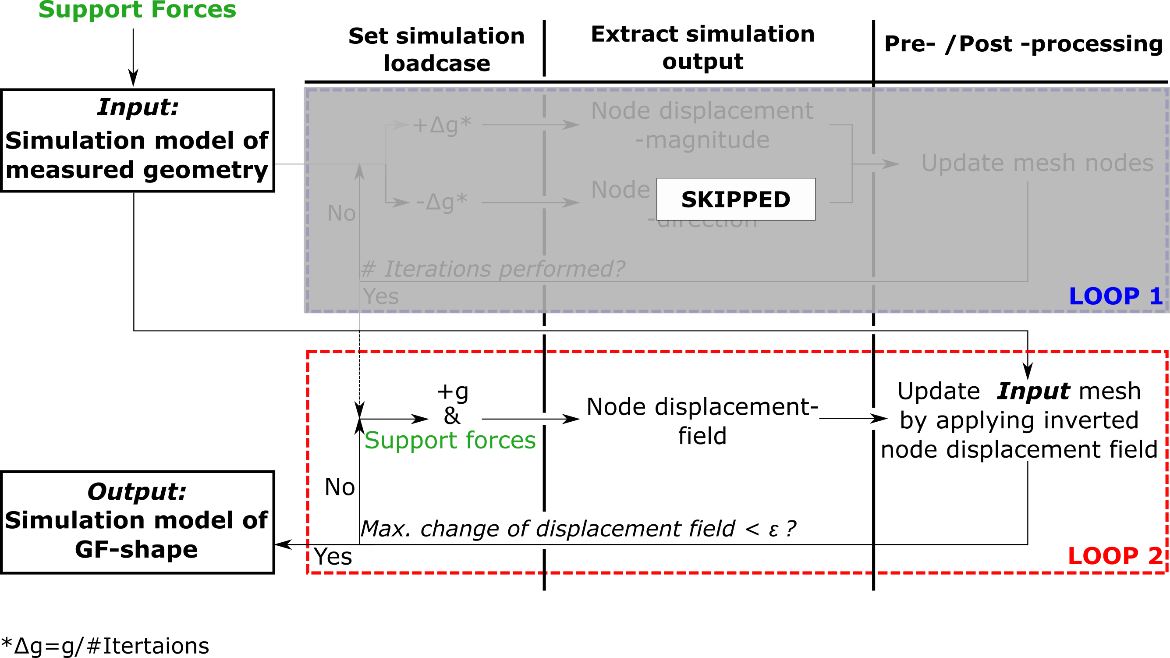 Support Forces
Set simulation
loadcase
Extract simulation
output
Pre- /Post -processing
Input:
Simulation model of
measured geometry
+Δg*
-Δg*
Node displacement
-magnitude
Node
-direction
SKIPPED
Update mesh nodes
No
# Iterations performed?
Yes
LOOP 1
+g
&
Support forces
Node displacement-
field
Update Input mesh
by applying inverted
node displacement field
No
Max. change of displacement field < ε ?
Yes
LOOP 2
Output:
Simulation model of
GF-shape
*Δg=g/#Itertaions